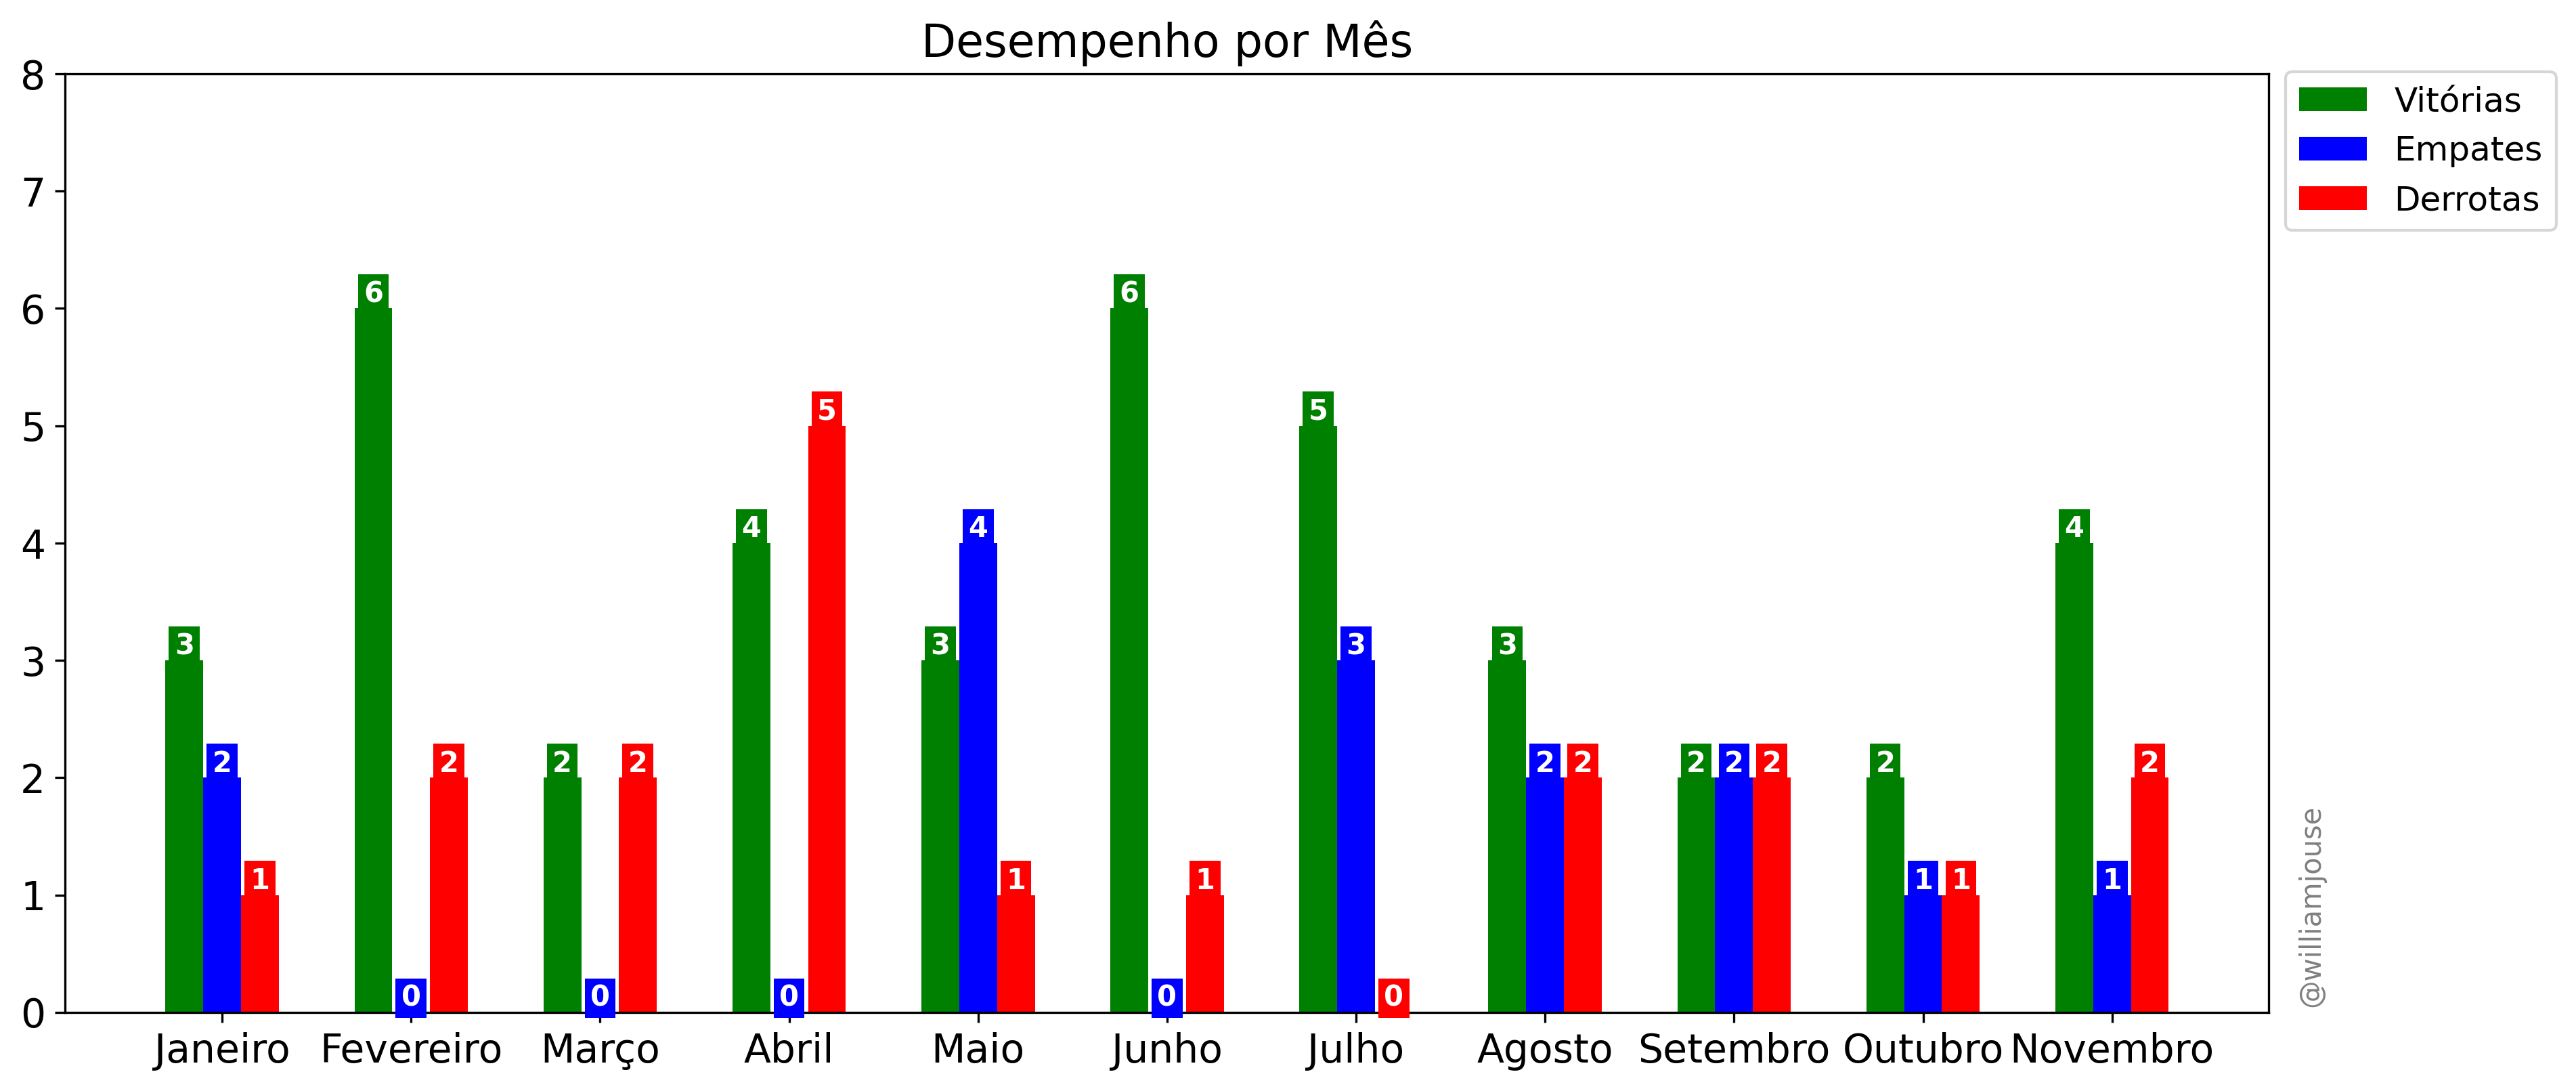 Desempenho por Mês
8
7
6
5
4
3
2
1
0
Vitórias
Empates
Derrotas
3 2 1
6 0 2
2 0 2
4 0 5
3 4 1
6 0 1
5 3 0
3 2 2
2 2 2
2 1 1
4 1 2
Janeiro Fevereiro Março Abril Maio Junho Julho Agosto Setembro Outubro Novembro
@williamjouse